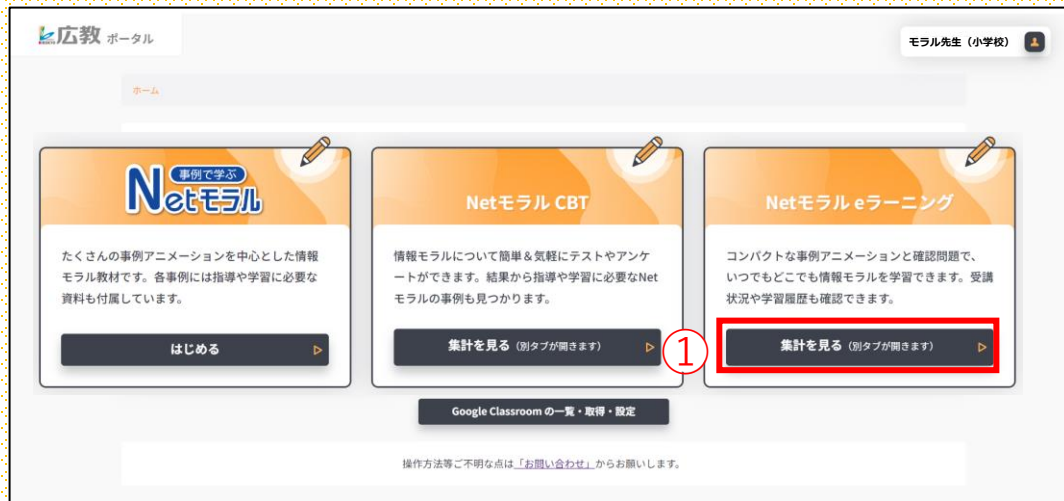 広教 ポータル
モラル先生（小学校）
ホーム
事例で学ぶ
Netモラル
たくさんの事例アニメーションを中心とした情報
モラル教材です。各事例には指導や学習に必要な
資料も付属しています。
はじめる
Netモラル CBT
情報モラルについて簡単＆気軽にテストやアンケ
ートができます。結果から指導や学習に必要なNet
モラルの事例も見つかります。
集計を見る（別タブが開きます）
①
Netモラル eラーニング
コンパクトな事例アニメーションと確認問題で、
いつでもどこでも情報モラルを学習できます。受講
状況や学習履歴も確認できます。
集計を見る（別タブが開きます）
Google Classroom の一覧・取得・設定
操作方法等ご不明な点は「お問い合わせ」からお願いします。